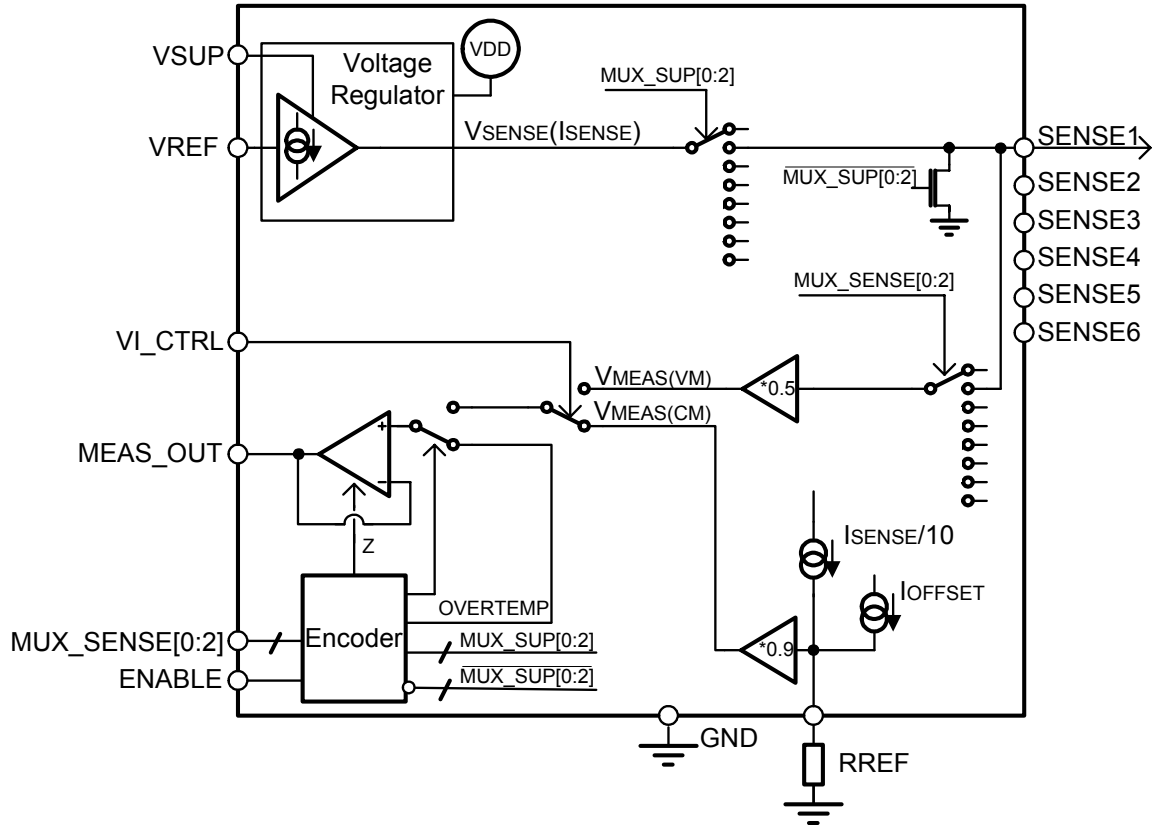 VSUP
Voltage
Regulator
VDD
MUX_SUP[0:2]
VREF
VSENSE(ISENSE)
SENSE1
MUX_SUP[0:2]
SENSE2
SENSE3
SENSE4
MUX_SENSE[0:2]
SENSE5
SENSE6
VI_CTRL
VMEAS(VM)
*0.5
VMEAS(CM)
+
MEAS_OUT
−
Z
ISENSE/10
IOFFSET
OVERTEMP
MUX_SENSE[0:2]
Encoder
MUX_SUP[0:2]
*0.9
ENABLE
MUX_SUP[0:2]
GND
RREF